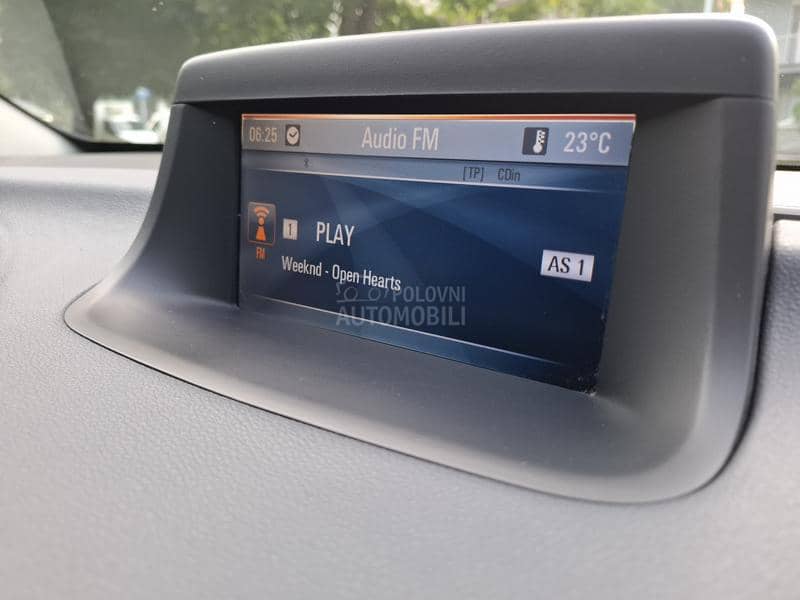 06:25 Audio FM 23°C
[TP] CDin
1 PLAY
FM
AS 1
Weeknd - Open Hearts
POLOVNI
AUTOMOBILI